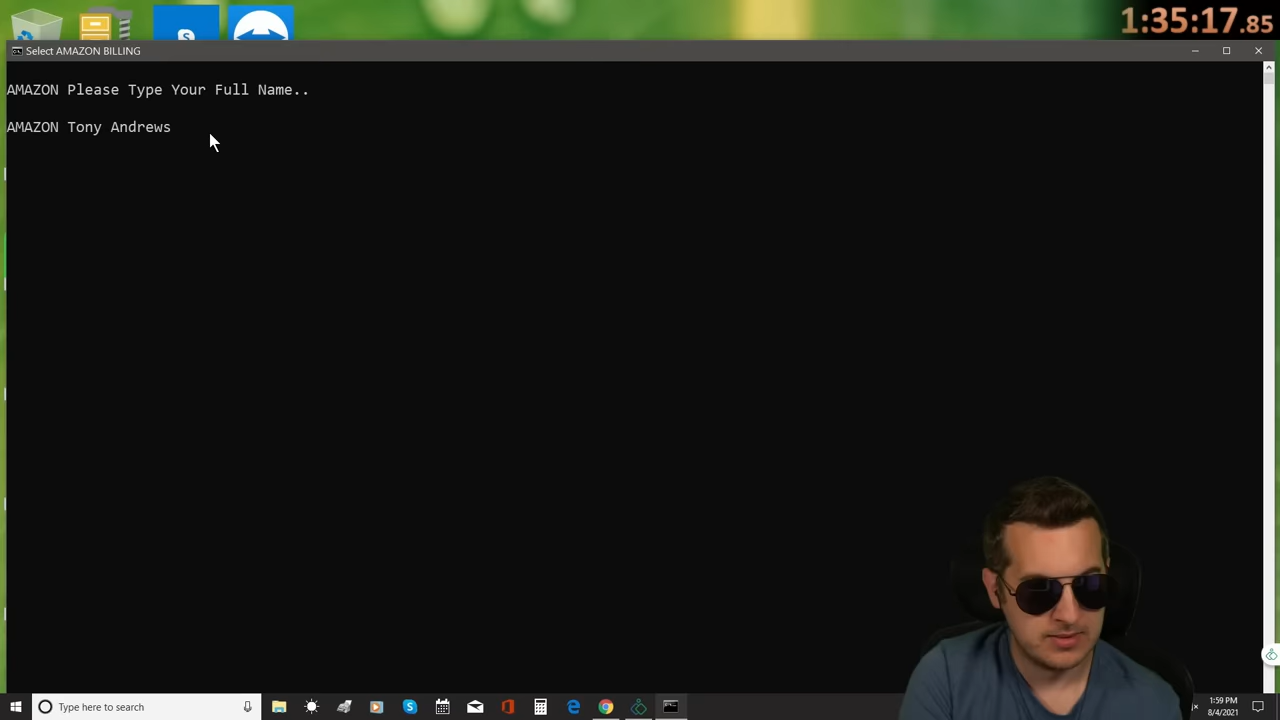 1:35:17.85
Select AMAZON BILLING
AMAZON Please Type Your Full Name..
AMAZON Tony Andrews
Type here to search
1:59 PM
8/4/2021